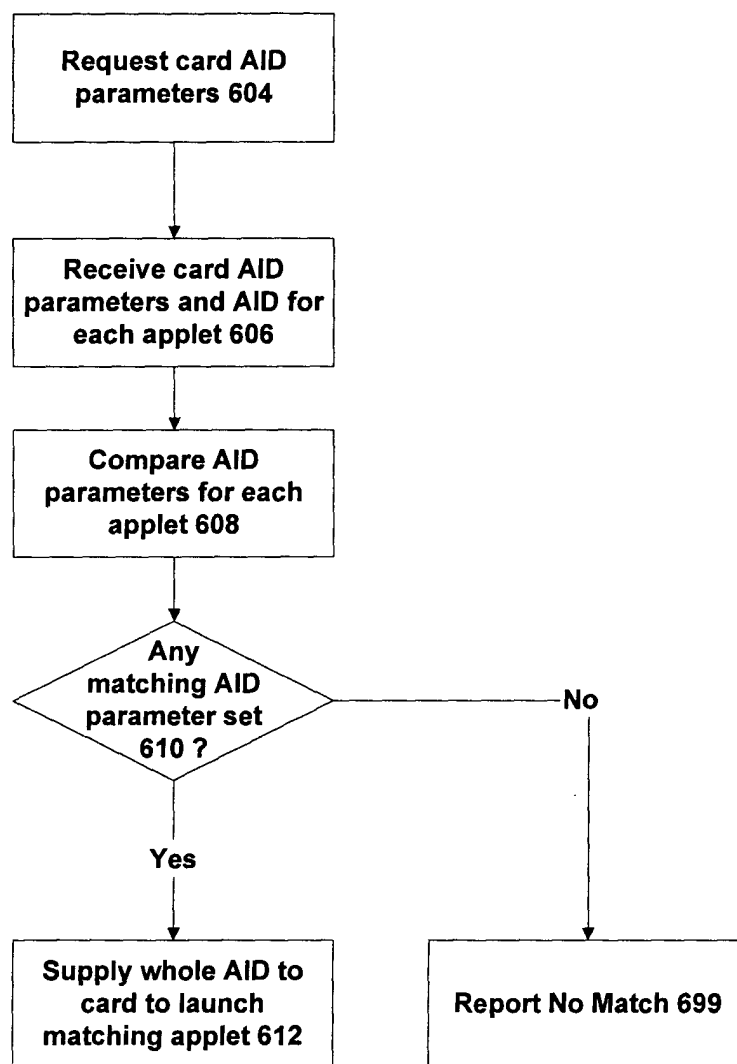 Request card AID
parameters 604
Receive card AID
parameters and AID for
each applet 606
Compare AID
parameters for each
applet 608
Any
matching AID
parameter set
610 ?
No
Yes
Supply whole AID to
card to launch
matching applet 612
Report No Match 699